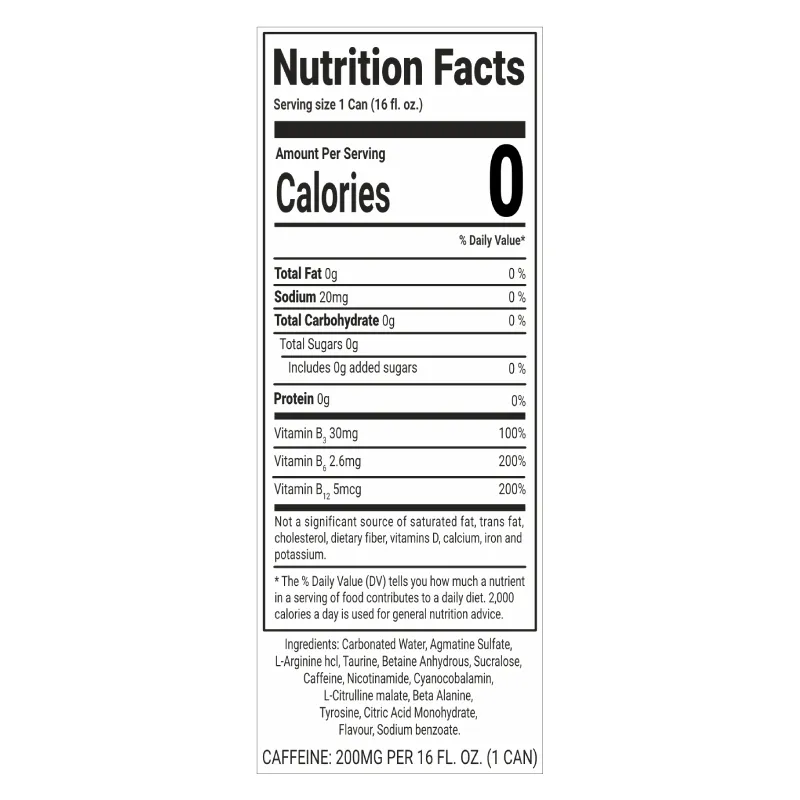 Nutrition Facts
Serving size 1 Can (16 fl. oz.)
Amount Per Serving
Calories 0
% Daily Value*
Total Fat 0g 0 %
Sodium 20mg 0 %
Total Carbohydrate 0g 0 %
Total Sugars 0g
Includes 0g added sugars 0 %
Protein 0g 0%
Vitamin B3 30mg 100%
Vitamin B6 2.6mg 200%
Vitamin B12 5mcg 200%
Not a significant source of saturated fat, trans fat,
cholesterol, dietary fiber, vitamins D, calcium, iron and
potassium.
* The % Daily Value (DV) tells you how much a nutrient
in a serving of food contributes to a daily diet. 2,000
calories a day is used for general nutrition advice.
Ingredients: Carbonated Water, Agmatine Sulfate,
L-Arginine hcl, Taurine, Betaine Anhydrous, Sucralose,
Caffeine, Nicotinamide, Cyanocobalamin,
L-Citrulline malate, Beta Alanine,
Tyrosine, Citric Acid Monohydrate,
Flavour, Sodium benzoate.
CAFFEINE: 200MG PER 16 FL. OZ. (1 CAN)